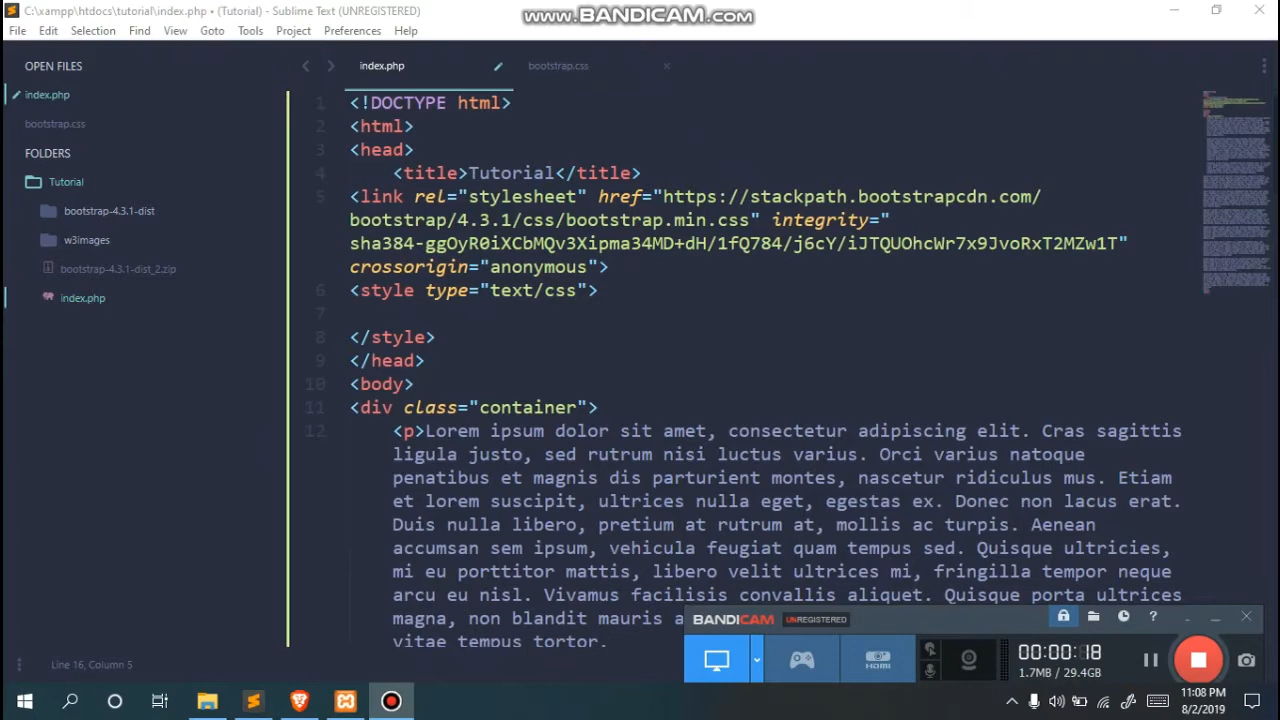 C:\xampp\htdocs\tutorial\index.php • (Tutorial) - Sublime Text (UNREGISTERED)
www.BANDICAM.com
File Edit Selection Find View Goto Tools Project Preferences Help
OPEN FILES
index.php
bootstrap.css
FOLDERS
Tutorial
bootstrap-4.3.1-dist
w3images
bootstrap-4.3.1-dist_2.zip
index.php
index.php bootstrap.css
1 <!DOCTYPE html>
2 <html>
3 <head>
4 <title>Tutorial</title>
5 <link rel="stylesheet" href="https://stackpath.bootstrapcdn.com/
bootstrap/4.3.1/css/bootstrap.min.css" integrity="
sha384-ggOyR0iXCbMQv3Xipma34MD+dH/1fQ784/j6cY/iJTQUOhcWr7x9JvoRxT2MZw1T"
crossorigin="anonymous">
6 <style type="text/css">
7
8 </style>
9 </head>
10 <body>
11 <div class="container">
12 <p>Lorem ipsum dolor sit amet, consectetur adipiscing elit. Cras sagittis
ligula justo, sed rutrum nisi luctus varius. Orci varius natoque
penatibus et magnis dis parturient montes, nascetur ridiculus mus. Etiam
et lorem suscipit, ultrices nulla eget, egestas ex. Donec non lacus erat.
Duis nulla libero, pretium at rutrum at, mollis ac turpis. Aenean
accumsan sem ipsum, vehicula feugiat quam tempus sed. Quisque ultricies,
mi eu porttitor mattis, libero velit ultrices mi, fringilla tempor neque
arcu eu nisl. Vivamus facilisis convallis aliquet. Quisque porta ultrices
magna, non blandit mauris a
vitae tempus tortor.
BANDICAM UNREGISTERED
HDMI
00:00:18
1.7MB / 29.4GB
Line 16, Column 5
11:08 PM
8/2/2019